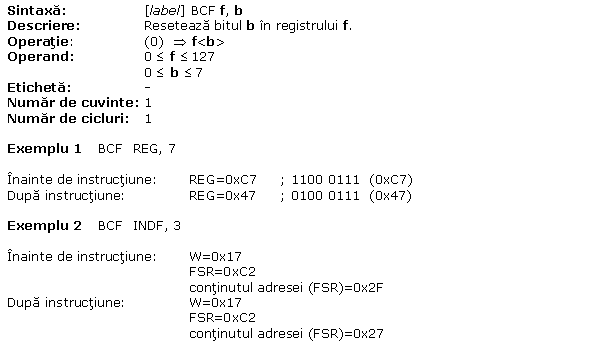 Sintaxă: [label] BCF f, b
Descriere: Resetează bitul b în registrului f.
Operaţie: (0) ⇒ f<b>
Operand: 0 ≤ f ≤ 127
0 ≤ b ≤ 7
Etichetă: –
Număr de cuvinte: 1
Număr de cicluri: 1
Exemplu 1 BCF REG, 7
Înainte de instrucţiune: REG=0xC7 ; 1100 0111 (0xC7)
După instrucţiune: REG=0x47 ; 0100 0111 (0x47)
Exemplu 2 BCF INDF, 3
Înainte de instrucţiune: W=0x17
FSR=0xC2
conţinutul adresei (FSR)=0x2F
După instrucţiune: W=0x17
FSR=0xC2
conţinutul adresei (FSR)=0x27